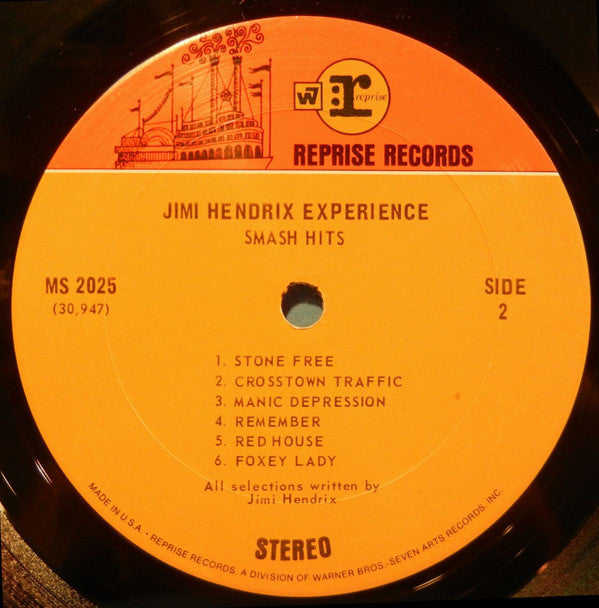 W7 r reprise
REPRISE RECORDS
JIMI HENDRIX EXPERIENCE
SMASH HITS
MS 2025
(30,947)
SIDE
2
1. STONE FREE
2. CROSSTOWN TRAFFIC
3. MANIC DEPRESSION
4. REMEMBER
5. RED HOUSE
6. FOXEY LADY
All selections written by
Jimi Hendrix
STEREO
MADE IN U.S.A. • REPRISE RECORDS, A DIVISION OF WARNER BROS.-SEVEN ARTS RECORDS, INC.